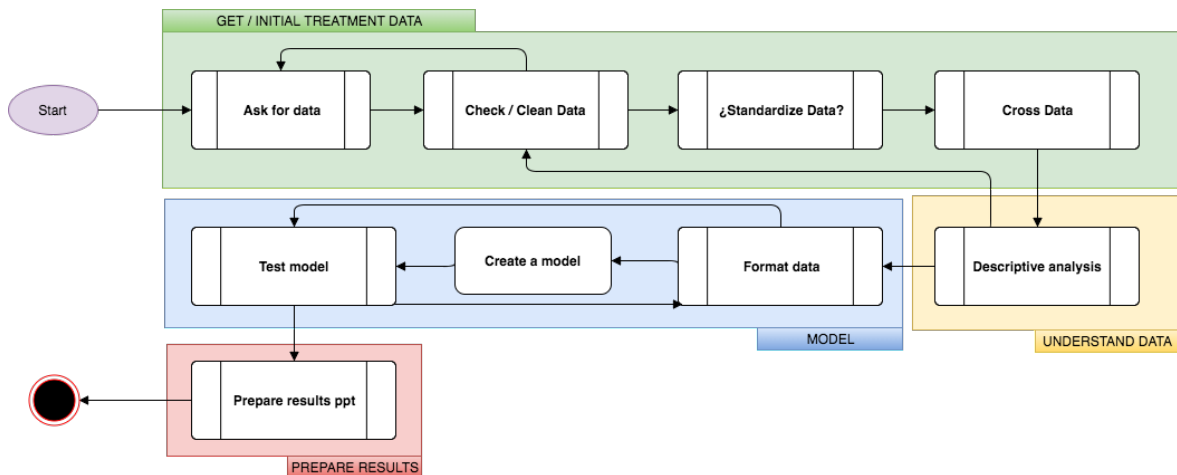 GET / INITIAL TREATMENT DATA
Start
Ask for data
Check / Clean Data
¿Standardize Data?
Cross Data
Test model
Create a model
Format data
Descriptive analysis
MODEL
UNDERSTAND DATA
Prepare results ppt
PREPARE RESULTS